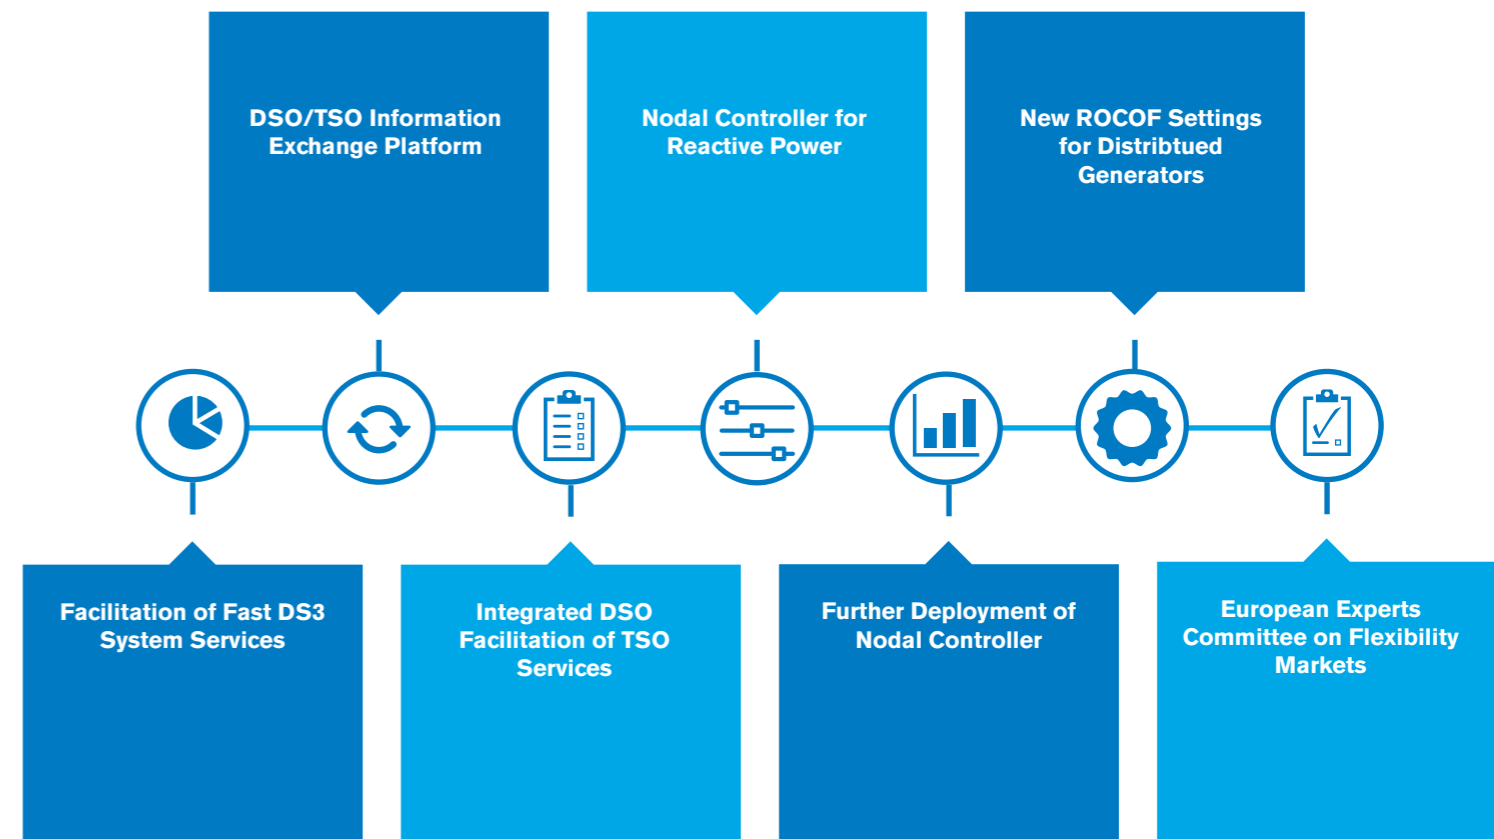 DSO/TSO Information
Exchange Platform
Nodal Controller for
Reactive Power
New ROCOF Settings
for Distribtued
Generators
Facilitation of Fast DS3
System Services
Integrated DSO
Facilitation of TSO
Services
Further Deployment of
Nodal Controller
European Experts
Committee on Flexibility
Markets